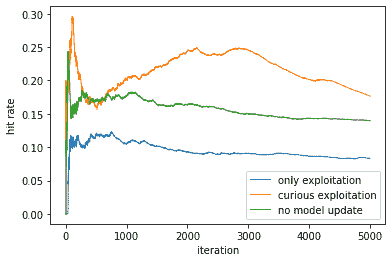 0.30
0.25
0.20
0.15
0.10
0.05
0.00
hit rate
0
1000
2000
3000
4000
5000
iteration
only exploitation
curious exploitation
no model update